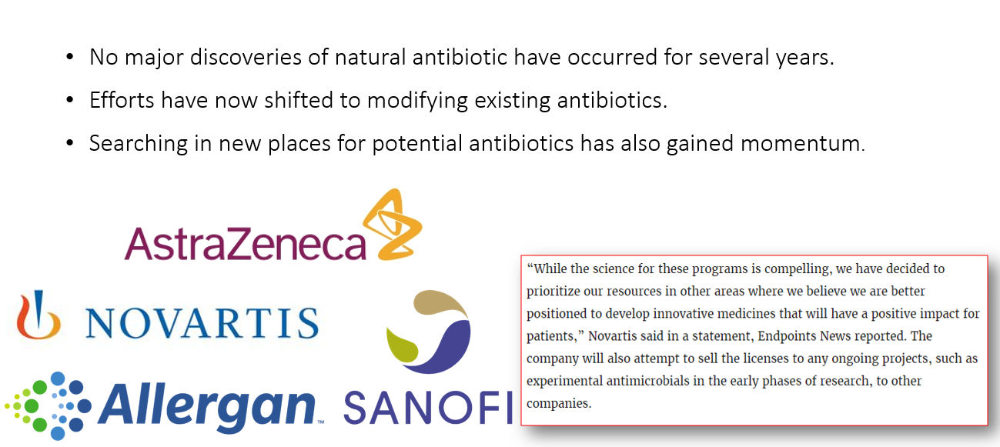 • No major discoveries of natural antibiotic have occurred for several years.
• Efforts have now shifted to modifying existing antibiotics.
• Searching in new places for potential antibiotics has also gained momentum.
AstraZeneca
NOVARTIS
Allergan™
SANOFI
“While the science for these programs is compelling, we have decided to
prioritize our resources in other areas where we believe we are better
positioned to develop innovative medicines that will have a positive impact for
patients,” Novartis said in a statement, Endpoints News reported. The
company will also attempt to sell the licenses to any ongoing projects, such as
experimental antimicrobials in the early phases of research, to other
companies.